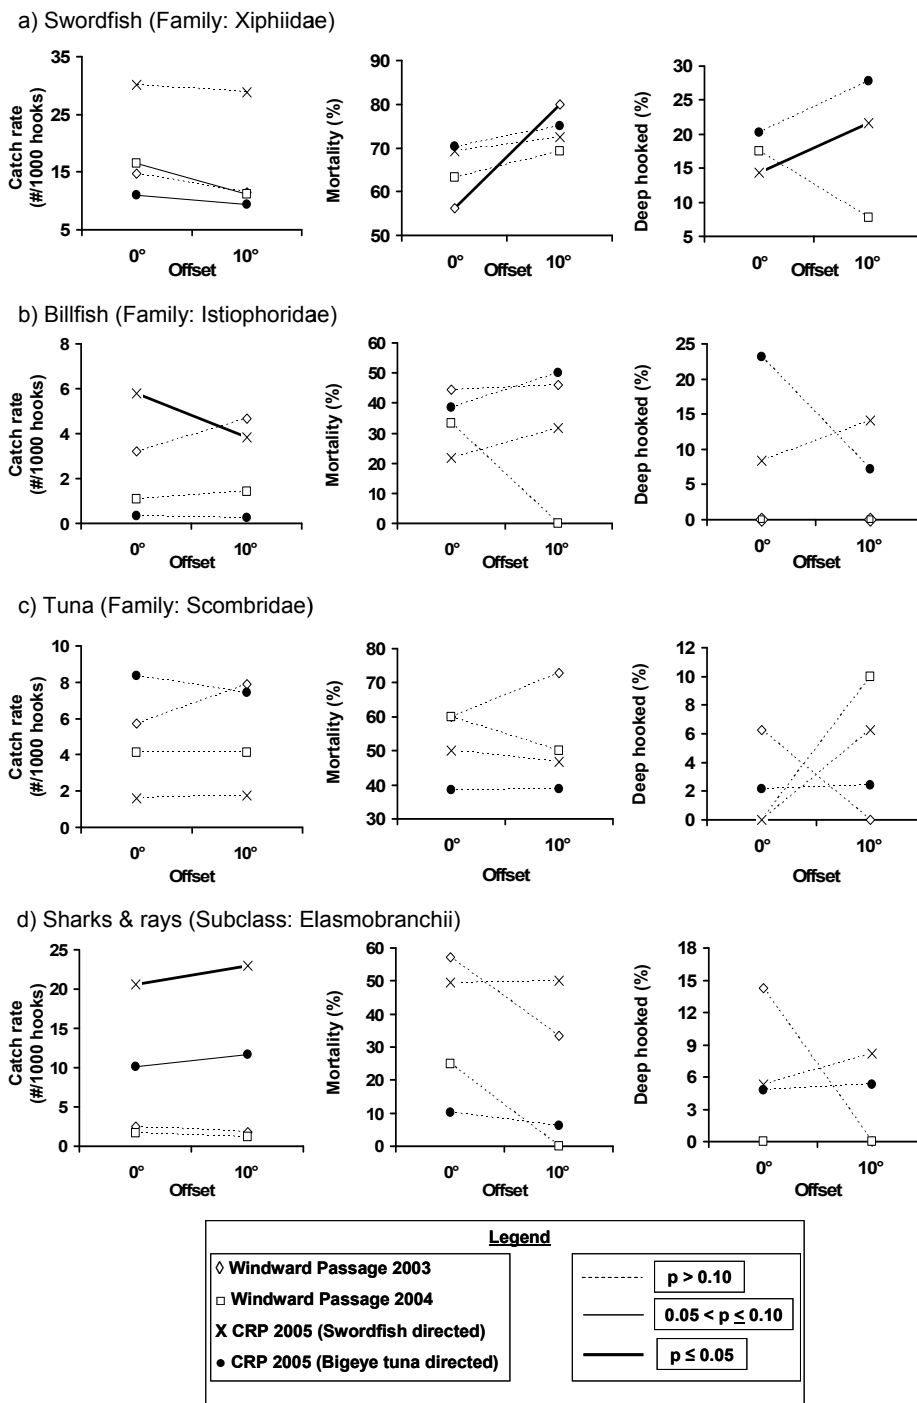 a) Swordfish (Family: Xiphiidae)
Catch rate
(#/1000 hooks)
35
25
15
5
0° 10°
Offset
Mortality (%)
90
80
70
60
50
0° 10°
Offset
Deep hooked (%)
30
25
20
15
10
5
0° 10°
Offset
b) Billfish (Family: Istiophoridae)
Catch rate
(#/1000 hooks)
8
6
4
2
0
0° 10°
Offset
Mortality (%)
60
50
40
30
20
10
0
0° 10°
Offset
Deep hooked (%)
25
20
15
10
5
0
0° 10°
Offset
c) Tuna (Family: Scombridae)
Catch rate
(#/1000 hooks)
10
8
6
4
2
0
0° 10°
Offset
Mortality (%)
80
70
60
50
40
30
0° 10°
Offset
Deep hooked (%)
12
10
8
6
4
2
0
0° 10°
Offset
d) Sharks & rays (Subclass: Elasmobranchii)
Catch rate
(#/1000 hooks)
25
20
15
10
5
0
0° 10°
Offset
Mortality (%)
60
50
40
30
20
10
0
0° 10°
Offset
Deep hooked (%)
18
15
12
9
6
3
0
0° 10°
Offset
Legend
Windward Passage 2003
Windward Passage 2004
X CRP 2005 (Swordfish directed)
CRP 2005 (Bigeye tuna directed)
p > 0.10
0.05 < p ≤ 0.10
p ≤ 0.05